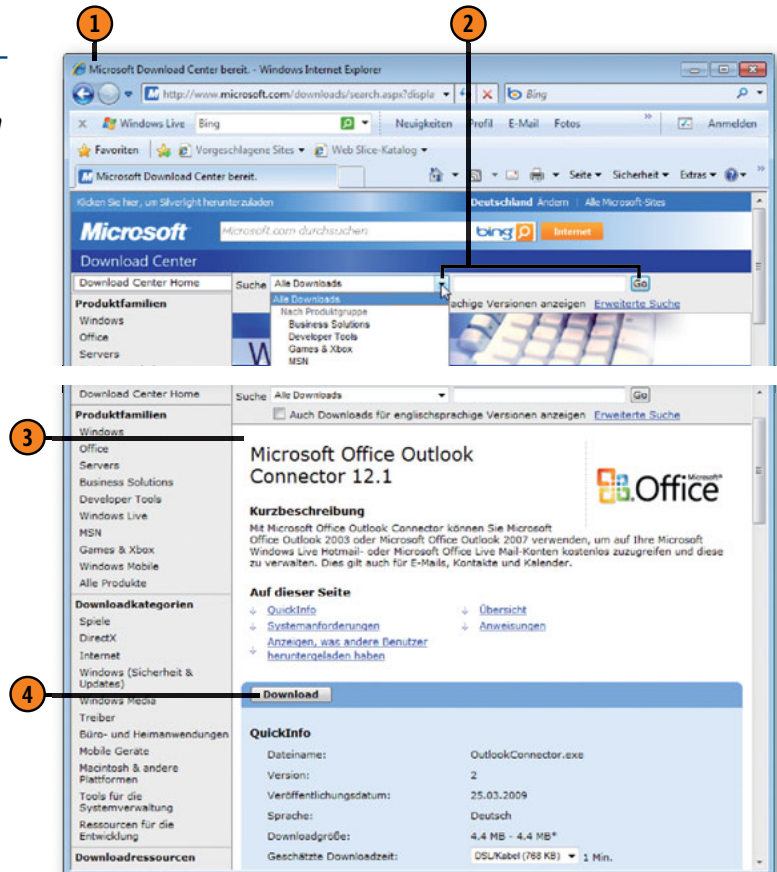 1
2
Microsoft Download Center bereit. - Windows Internet Explorer
http://www.microsoft.com/downloads/search.aspx?displa
Bing
Windows Live Bing Neuigkeiten Profil E-Mail Fotos Anmelden
Favoriten Vorgeschlagene Sites Web Slice-Katalog
Microsoft Download Center bereit. Seite Sicherheit Extras
Klicken Sie hier, um Silverlight herunterzuladen Deutschland Ändern | Alle Microsoft-Sites
Microsoft Microsoft.com durchsuchen bing Internet
Download Center
Download Center Home
Suche Alle Downloads Go
Alle Downloads
Nach Produktgruppe
Business Solutions
Developer Tools
Games & Xbox
MSN
achige Versionen anzeigen Erweiterte Suche
Produktfamilien
Windows
Office
Servers
W
Download Center Home
Suche Alle Downloads Go
Auch Downloads für englischsprachige Versionen anzeigen Erweiterte Suche
3
Produktfamilien
Windows
Office
Servers
Business Solutions
Developer Tools
Windows Live
MSN
Games & Xbox
Windows Mobile
Alle Produkte
Downloadkategorien
Spiele
DirectX
Internet
Windows (Sicherheit &
Updates)
4
Windows Media
Treiber
Büro- und Heimanwendungen
Mobile Geräte
Macintosh & andere
Plattformen
Tools für die
Systemverwaltung
Ressourcen für die
Entwicklung
Downloadressourcen
Microsoft Office Outlook
Connector 12.1
Microsoft
Office
Kurzbeschreibung
Mit Microsoft Office Outlook Connector können Sie Microsoft
Office Outlook 2003 oder Microsoft Office Outlook 2007 verwenden, um auf Ihre Microsoft
Windows Live Hotmail- oder Microsoft Office Live Mail-Konten kostenlos zuzugreifen und diese
zu verwalten. Dies gilt auch für E-Mails, Kontakte und Kalender.
Auf dieser Seite
QuickInfo Übersicht
Systemanforderungen Anweisungen
Anzeigen, was andere Benutzer
heruntergeladen haben
Download
QuickInfo
Dateiname: OutlookConnector.exe
Version: 2
Veröffentlichungsdatum: 25.03.2009
Sprache: Deutsch
Downloadgröße: 4.4 MB - 4.4 MB*
Geschätzte Downloadzeit: DSL/Kabel (768 KB) 1 Min.